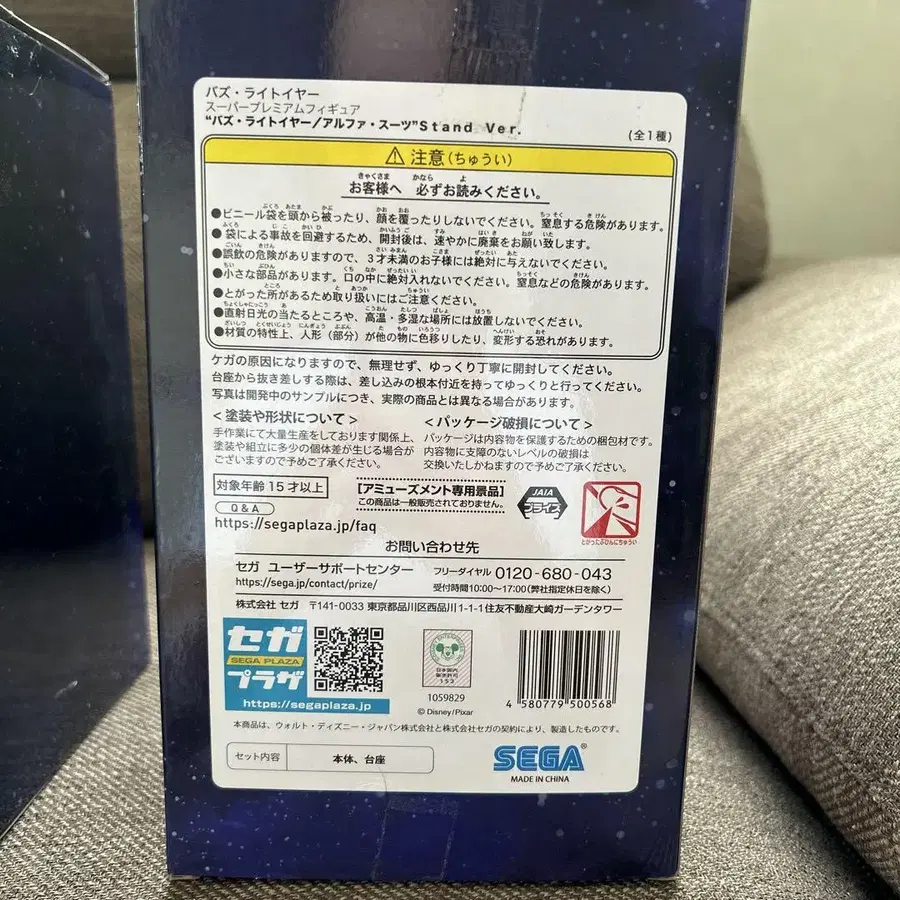 バズ・ライトイヤー
スーパープレミアムフィギュア
"バズ・ライトイヤー/アルファ・スーツ"Stand Ver.
(全1種)
⚠ 注意(ちゅうい)
お客様へ 必ずお読みください。
●ビニール袋を頭から被ったり、顔を覆ったりしないでください。窒息する危険があります。
●袋による事故を回避するため、開封後は、速やかに廃棄をお願い致します。
●誤飲の危険がありますので、3才未満のお子様には絶対に与えないでください。
●小さな部品があります。口の中に絶対入れないでください。窒息などの危険があります。
●とがった所があるため取り扱いにはご注意ください。
●直射日光の当たるところや、高温・多湿な場所には放置しないでください。
●材質の特性上、人形(部分)が他の物に色移りしたり、変形する恐れがあります。
ケガの原因になりますので、無理せず、ゆっくり丁寧に開封してください。
台座から抜き差しする際は、差し込みの根本付近を持ってゆっくりと行ってください。
写真は開発中のサンプルにつき、実際の商品とは異なる場合があります。
<塗装や形状について>
手作業にて大量生産をしております関係上、
塗装や組立に多少の個体差が生じる場合が
ございますので予めご了承ください。
<パッケージ破損について>
パッケージは内容物を保護するための梱包材です。
内容物に支障のないレベルの破損は
交換いたしかねますので予めご了承ください。
対象年齢15才以上
[アミューズメント専用景品]
この商品は一般販売されておりません。
JAIA
プライズ
とがったぶひんにちゅうい
Q&A
https://segaplaza.jp/faq
お問い合わせ先
セガ ユーザーサポートセンター
https://sega.jp/contact/prize/
フリーダイヤル 0120-680-043
受付時間10:00〜17:00(弊社指定休日を除く)
株式会社 セガ 〒141-0033 東京都品川区西品川1-1-1住友不動産大崎ガーデンタワー
セガ
SEGA PLAZA
プラザ
https://segaplaza.jp
日本国内
販売許可
153
1059829
© Disney/Pixar
4 580779 500568
本商品は、ウォルト・ディズニー・ジャパン株式会社と株式会社セガの契約により、製造したものです。
セット内容
本体、台座
SEGA®
MADE IN CHINA